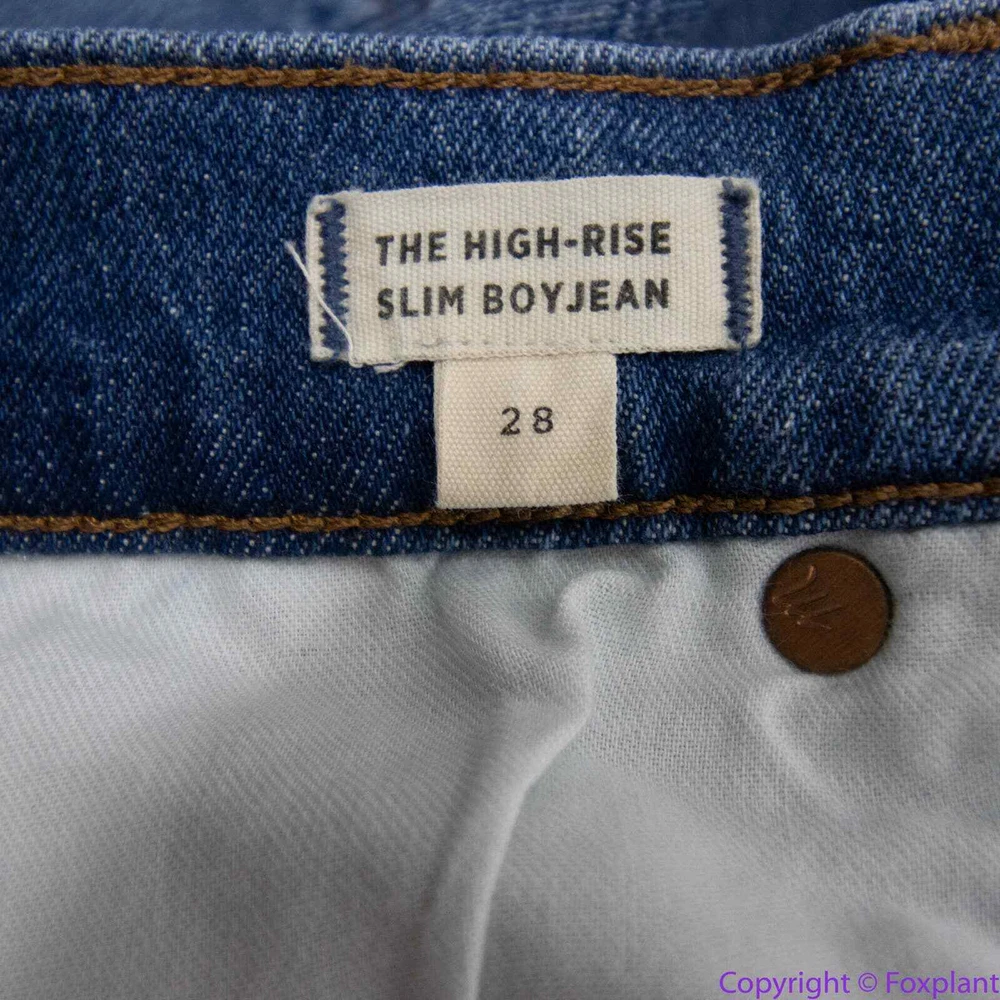 THE HIGH-RISE
SLIM BOYJEAN
28
M
Copyright © Foxplant